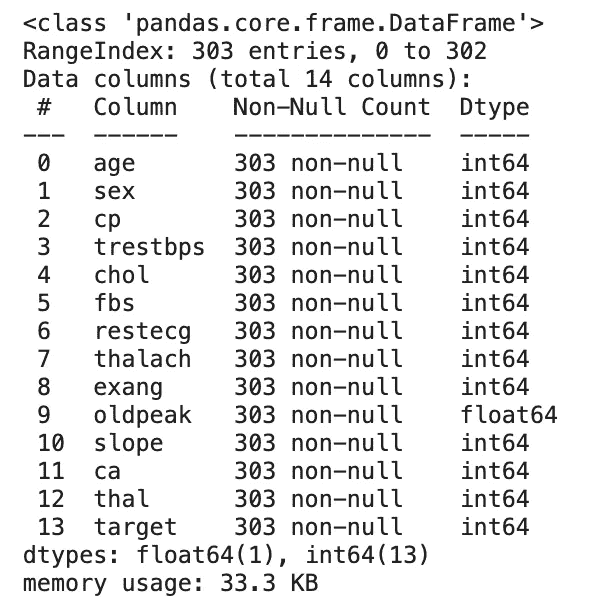 <class 'pandas.core.frame.DataFrame'>
RangeIndex: 303 entries, 0 to 302
Data columns (total 14 columns):
 #   Column    Non-Null Count  Dtype
---  ------    --------------  -----
 0   age       303 non-null    int64
 1   sex       303 non-null    int64
 2   cp        303 non-null    int64
 3   trestbps  303 non-null    int64
 4   chol      303 non-null    int64
 5   fbs       303 non-null    int64
 6   restecg   303 non-null    int64
 7   thalach   303 non-null    int64
 8   exang     303 non-null    int64
 9   oldpeak   303 non-null    float64
 10  slope     303 non-null    int64
 11  ca        303 non-null    int64
 12  thal      303 non-null    int64
 13  target    303 non-null    int64
dtypes: float64(1), int64(13)
memory usage: 33.3 KB